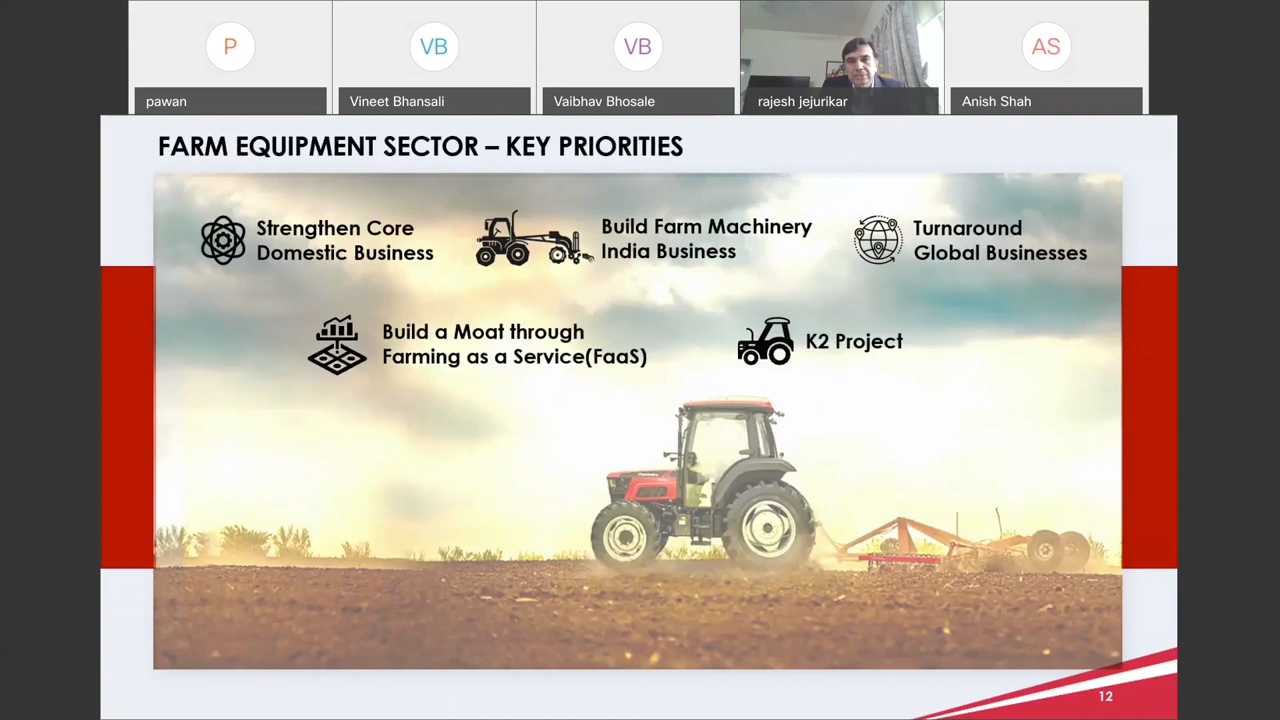 P
VB
VB
AS
pawan
Vineet Bhansali
Vaibhav Bhosale
rajesh jejurikar
Anish Shah
FARM EQUIPMENT SECTOR – KEY PRIORITIES
Strengthen Core
Domestic Business
Build Farm Machinery
India Business
Turnaround
Global Businesses
Build a Moat through
Farming as a Service(FaaS)
K2 Project
12